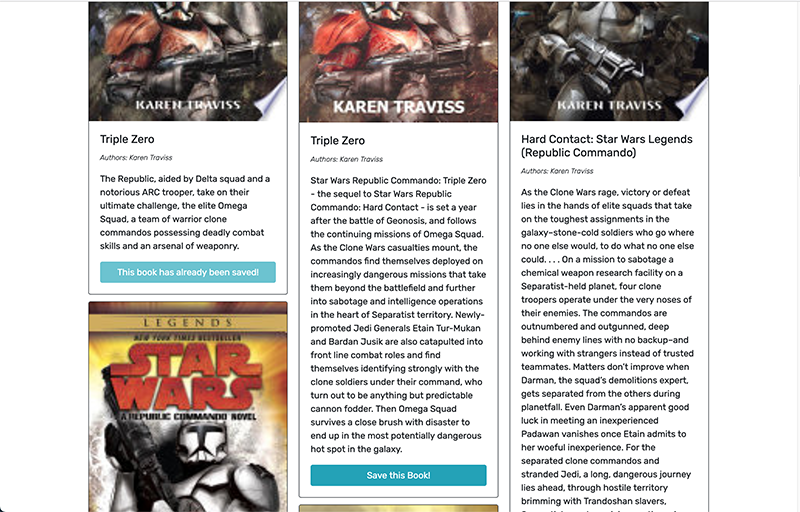 KAREN TRAVISS
Triple Zero
Authors: Karen Traviss
The Republic, aided by Delta squad and a
notorious ARC trooper, take on their
ultimate challenge, the elite Omega
Squad, a team of warrior clone
commandos possessing deadly combat
skills and an arsenal of weaponry.
This book has already been saved!
LEGENDS
NEW YORK TIMES BESTSELLER
STAR
WARS
A REPUBLIC COMMANDO NOVEL
KAREN TRAVISS
Triple Zero
Authors: Karen Traviss
Star Wars Republic Commando: Triple Zero
- the sequel to Star Wars Republic
Commando: Hard Contact - is set a year
after the battle of Geonosis, and follows
the continuing missions of Omega Squad.
As the Clone Wars casualties mount, the
commandos find themselves deployed on
increasingly dangerous missions that take
them beyond the battlefield and further
into sabotage and intelligence operations
in the heart of Separatist territory. Newly-
promoted Jedi Generals Etain Tur-Mukan
and Bardan Jusik are also catapulted into
front line combat roles and find
themselves identifying strongly with the
clone soldiers under their command, who
turn out to be anything but predictable
cannon fodder. Then Omega Squad
survives a close brush with disaster to
end up in the most potentially dangerous
hot spot in the galaxy.
Save this Book!
KAREN TRAVISS
Hard Contact: Star Wars Legends
(Republic Commando)
Authors: Karen Traviss
As the Clone Wars rage, victory or defeat
lies in the hands of elite squads that take
on the toughest assignments in the
galaxy–stone-cold soldiers who go where
no one else would, to do what no one else
could. . . . On a mission to sabotage a
chemical weapon research facility on a
Separatist-held planet, four clone
troopers operate under the very noses of
their enemies. The commandos are
outnumbered and outgunned, deep
behind enemy lines with no backup–and
working with strangers instead of trusted
teammates. Matters don't improve when
Darman, the squad's demolitions expert,
gets separated from the others during
planetfall. Even Darman's apparent good
luck in meeting an inexperienced
Padawan vanishes once Etain admits to
her woeful inexperience. For the
separated clone commandos and
stranded Jedi, a long, dangerous journey
lies ahead, through hostile territory
brimming with Trandoshan slavers,